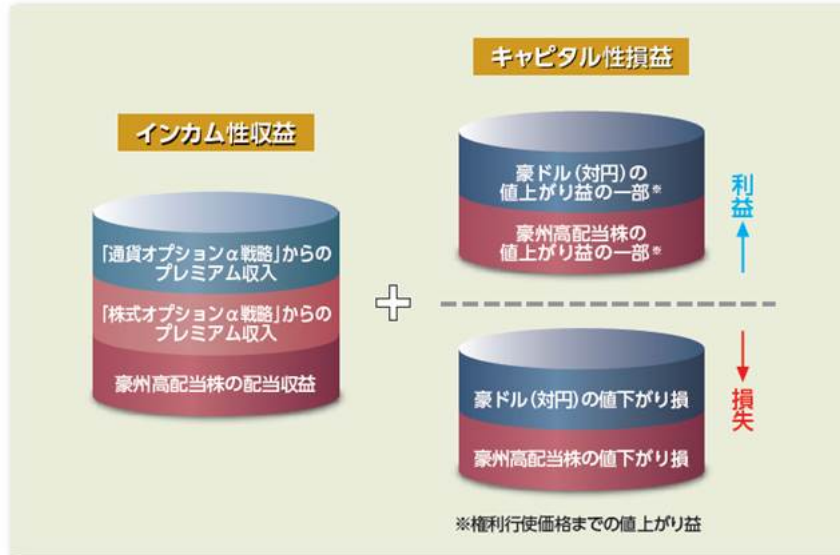 インカム性収益
「通貨オプションα戦略」からの
プレミアム収入
「株式オプションα戦略」からの
プレミアム収入
豪州高配当株の配当収益
キャピタル性損益
豪ドル(対円)の
値上がり益の一部※
豪州高配当株の
値上がり益の一部※
利益
豪ドル(対円)の値下がり損
豪州高配当株の値下がり損
損失
※権利行使価格までの値上がり益